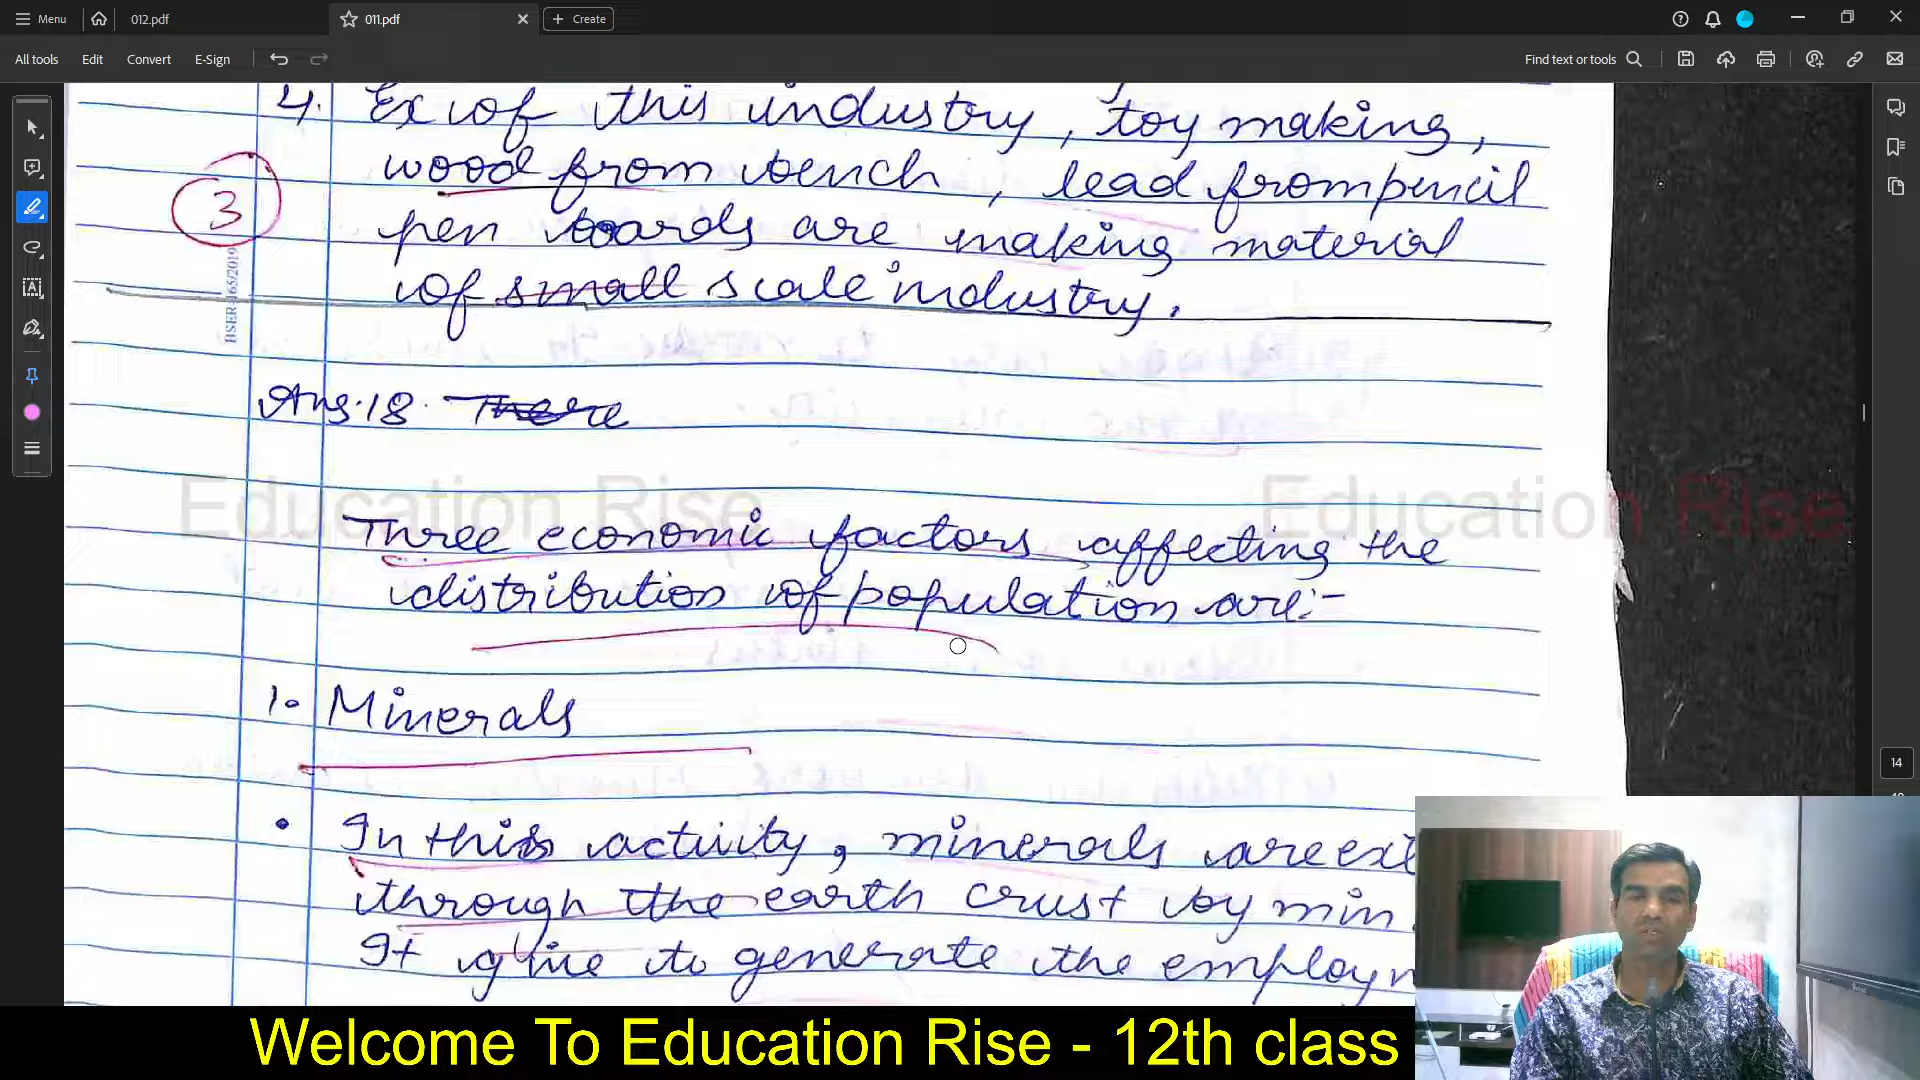 Menu
012.pdf
011.pdf
Create
All tools
Edit
Convert
E-Sign
Find text or tools
4. Ex of this industry, toy making,
wood from bench, lead from pencil
3
pen boards are making material
of small scale industry.
HSER-165/2019
Ans.18. There
Education Rise
Education Rise
Three economic factors affecting the
distribution of population are:-
1. Minerals
14
• In this activity, minerals are ext
through the earth crust by min
It give to generate the employ
Welcome To Education Rise - 12th class